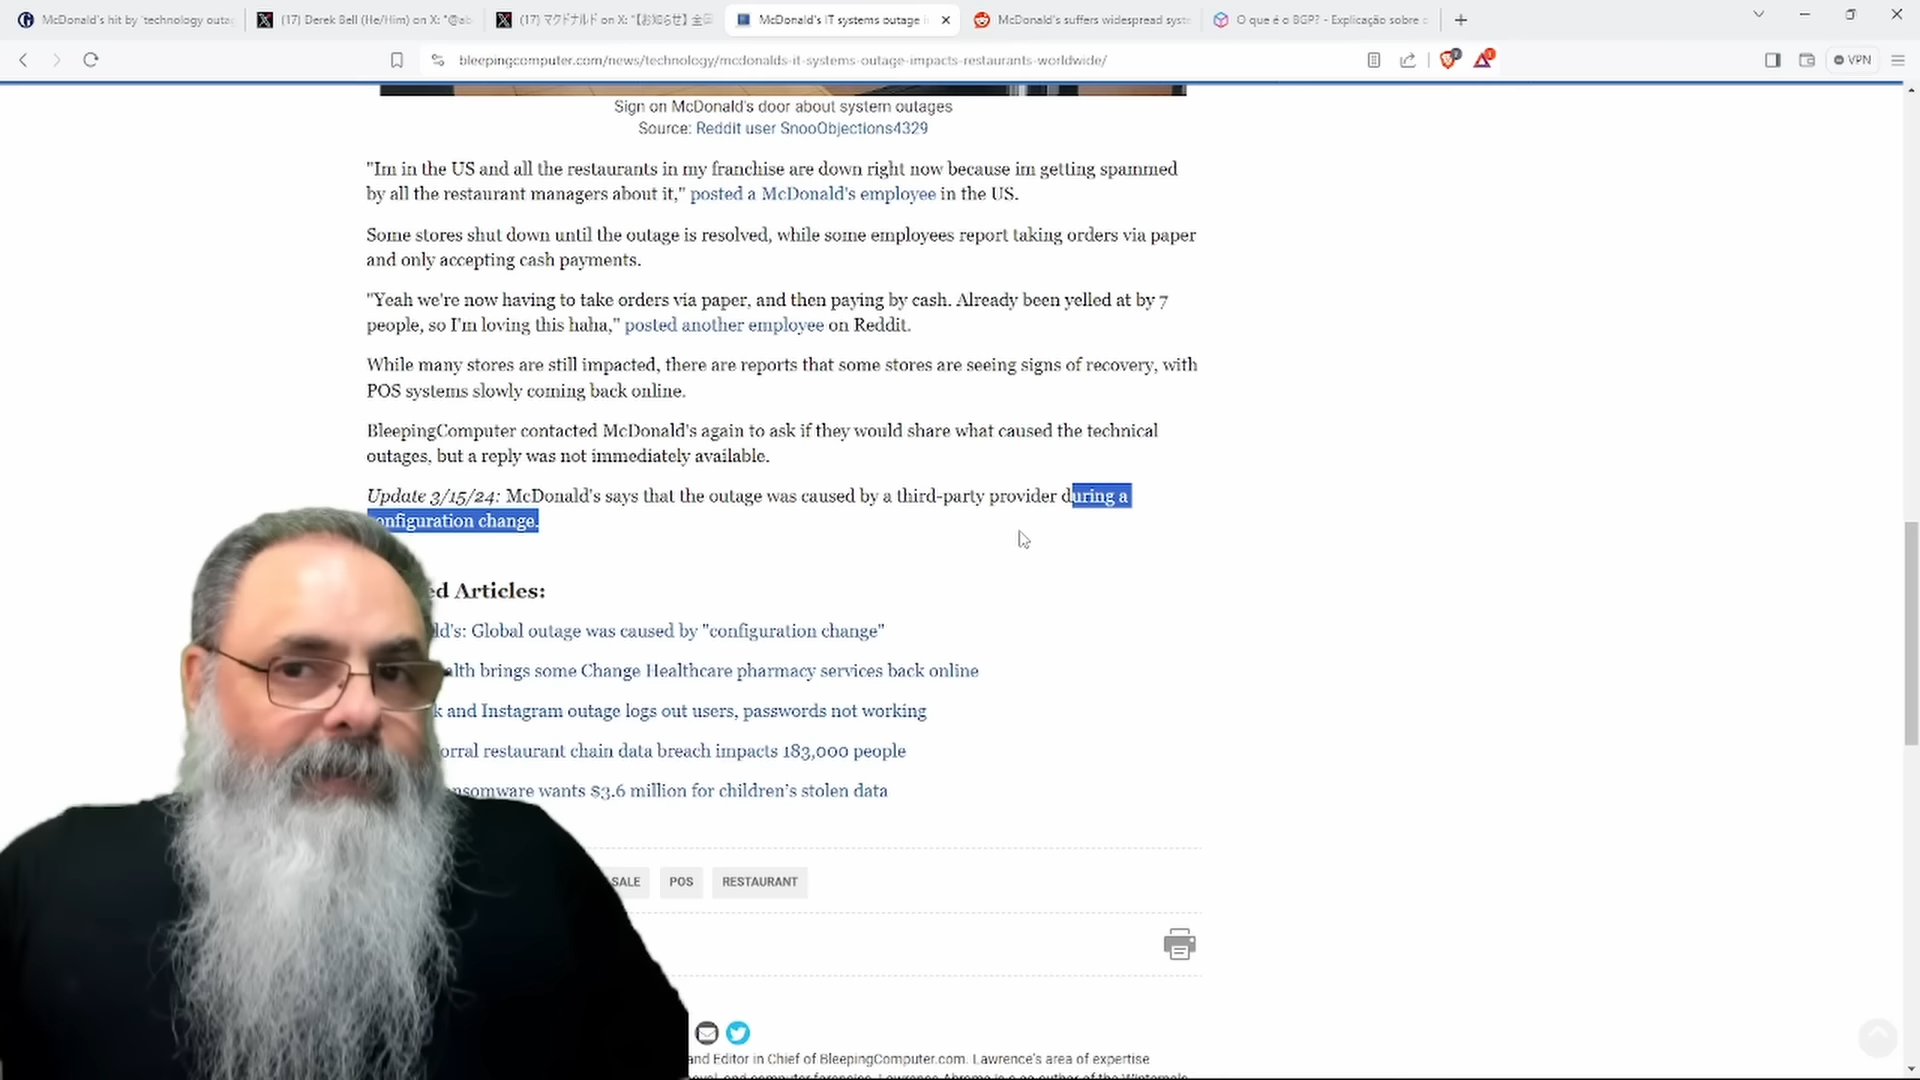 McDonald's hit by 'technology outa
(17) Derek Bell (He/Him) on X: "@ab
(17) マクドナルド on X: "【お知らせ】全国
McDonald's IT systems outage i
McDonald's suffers widespread syste
O que é o BGP? - Explicação sobre o
bleepingcomputer.com/news/technology/mcdonalds-it-systems-outage-impacts-restaurants-worldwide/
VPN
Sign on McDonald's door about system outages
Source: Reddit user SnooObjections4329
"Im in the US and all the restaurants in my franchise are down right now because im getting spammed
by all the restaurant managers about it," posted a McDonald's employee in the US.
Some stores shut down until the outage is resolved, while some employees report taking orders via paper
and only accepting cash payments.
"Yeah we're now having to take orders via paper, and then paying by cash. Already been yelled at by 7
people, so I'm loving this haha," posted another employee on Reddit.
While many stores are still impacted, there are reports that some stores are seeing signs of recovery, with
POS systems slowly coming back online.
BleepingComputer contacted McDonald's again to ask if they would share what caused the technical
outages, but a reply was not immediately available.
Update 3/15/24: McDonald's says that the outage was caused by a third-party provider during a
configuration change.
ed Articles:
ld's: Global outage was caused by "configuration change"
alth brings some Change Healthcare pharmacy services back online
k and Instagram outage logs out users, passwords not working
orral restaurant chain data breach impacts 183,000 people
nsomware wants $3.6 million for children's stolen data
SALE
POS
RESTAURANT
and Editor in Chief of BleepingComputer.com. Lawrence's area of expertise